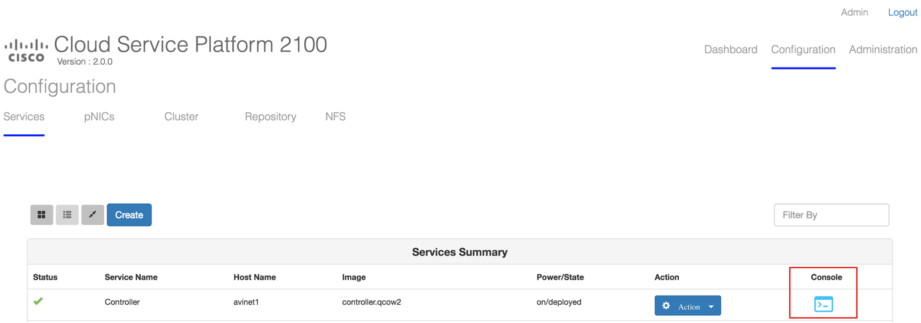 Admin Logout
CISCO Cloud Service Platform 2100
Version : 2.0.0
Dashboard Configuration Administration
Configuration
Services pNICs Cluster Repository NFS
Create
Filter By
Services Summary
Status Service Name Host Name Image Power/State Action Console
Controller avinet1 controller.qcow2 on/deployed Action